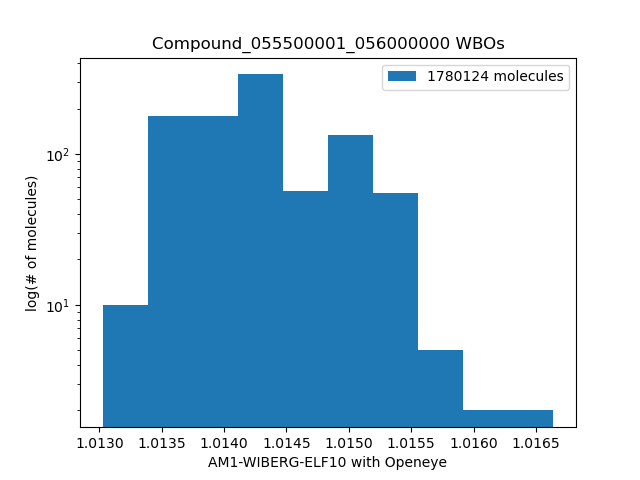 Compound_055500001_056000000 WBOs
1780124 molecules
log(# of molecules)
10²
10¹
1.0130 1.0135 1.0140 1.0145 1.0150 1.0155 1.0160 1.0165
AM1-WIBERG-ELF10 with Openeye